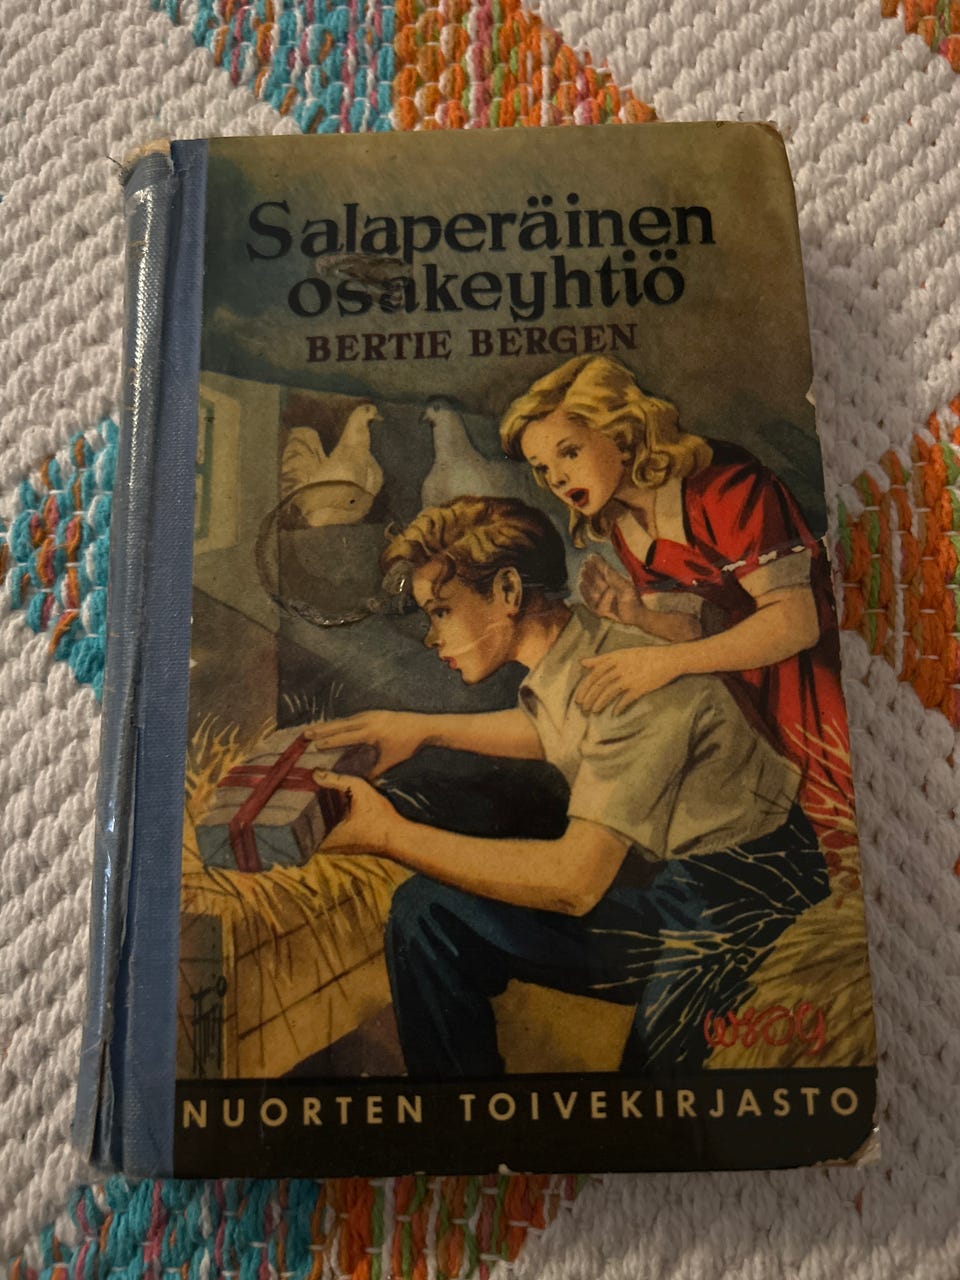 Salaperäinen
osakeyhtiö
BERTIE BERGEN
NUORTEN TOIVEKIRJASTO